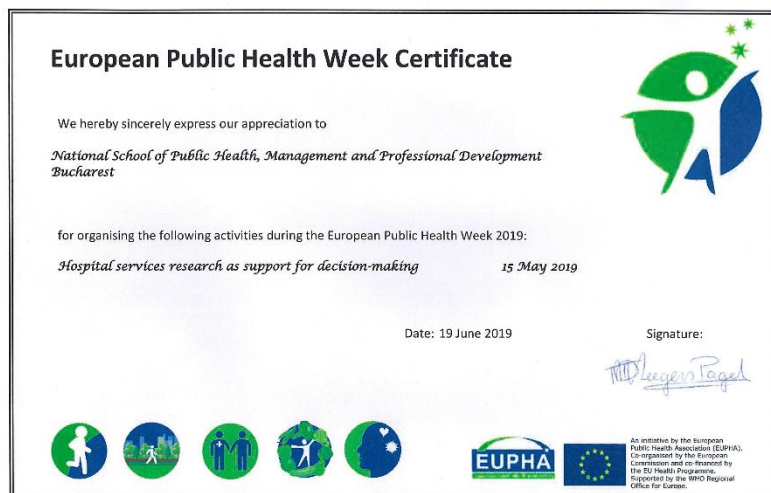 European Public Health Week Certificate
We hereby sincerely express our appreciation to
National School of Public Health, Management and Professional Development
Bucharest
for organising the following activities during the European Public Health Week 2019:
Hospital services research as support for decision-making 15 May 2019
Date: 19 June 2019 Signature:
EUPHA
An initiative by the European
Public Health Association (EUPHA).
Co-organised by the European
Commission and co-financed by
the EU Health Programme.
Supported by the WHO Regional
Office for Europe.